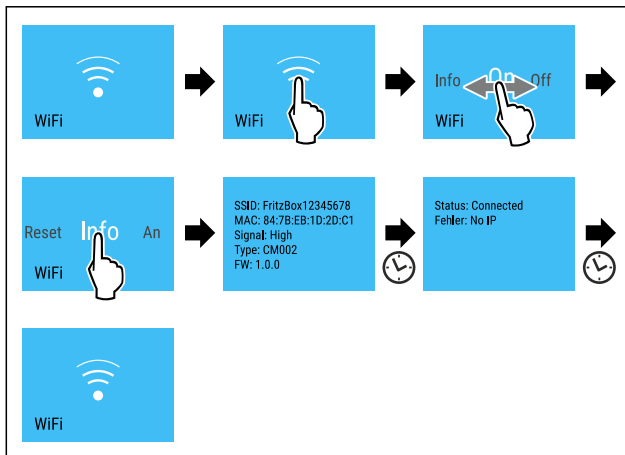 WiFi
WiFi
Info On Off
WiFi
Reset Info An
WiFi
SSID: FritzBox12345678
MAC: 84:7B:EB:1D:2D:C1
Signal: High
Type: CM002
FW: 1.0.0
Status: Connected
Fehler: No IP
WiFi